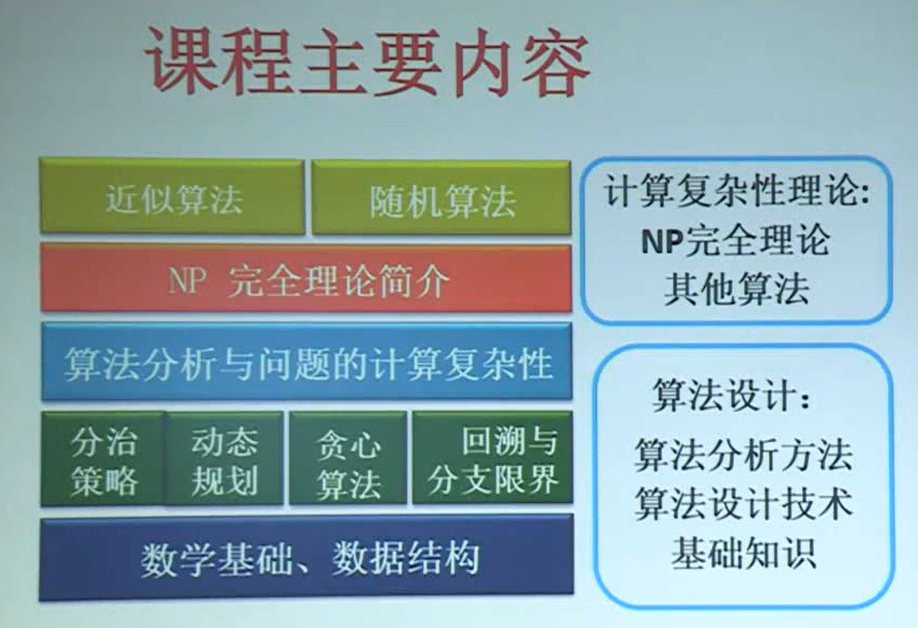 课程主要内容
近似算法
随机算法
NP 完全理论简介
算法分析与问题的计算复杂性
分治
策略
动态
规划
贪心
算法
回溯与
分支限界
数学基础、数据结构
计算复杂性理论:
NP完全理论
其他算法
算法设计：
算法分析方法
算法设计技术
基础知识